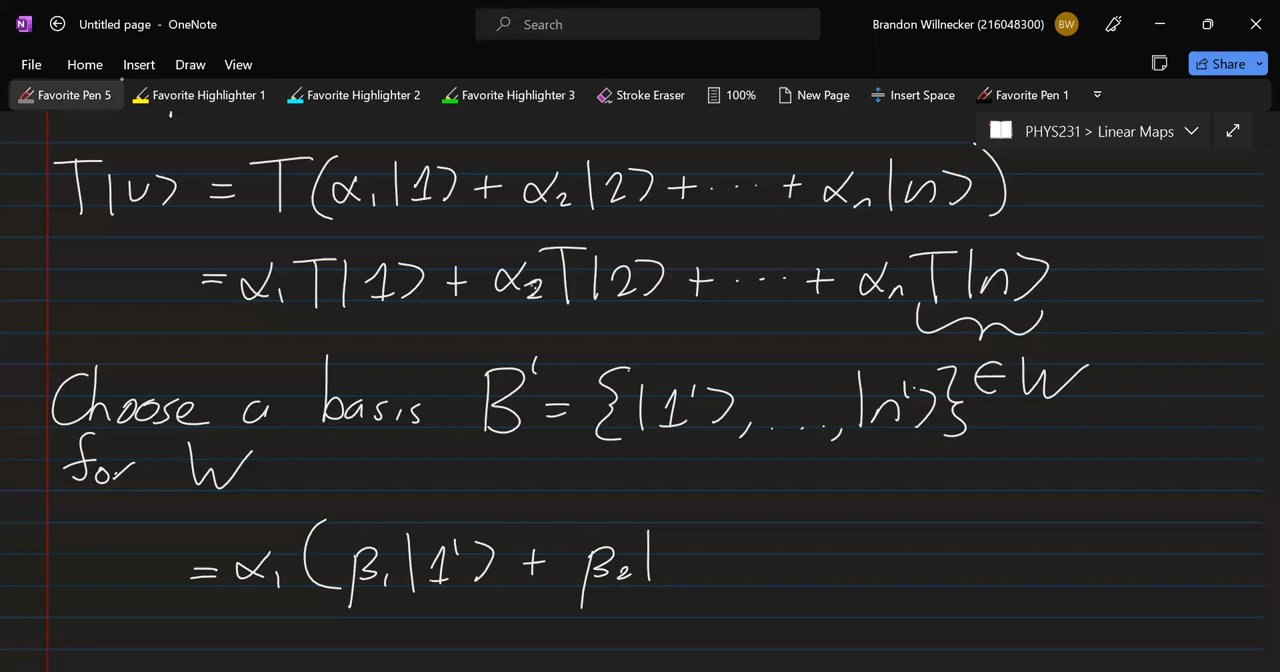 Untitled page - OneNote
Search
Brandon Willnecker (216048300) BW
File Home Insert Draw View
Share
Favorite Pen 5 Favorite Highlighter 1 Favorite Highlighter 2 Favorite Highlighter 3 Stroke Eraser 100% New Page Insert Space Favorite Pen 1
PHYS231 > Linear Maps
T|v⟩ = T(α₁|1⟩ + α₂|2⟩ + ··· + αₙ|n⟩)
= α₁T|1⟩ + α₂T|2⟩ + ··· + αₙT|n⟩
Choose a basis B' = {|1'⟩, ..., |n'⟩} ∈ W
for W
= α₁(β₁|1'⟩ + β₂|